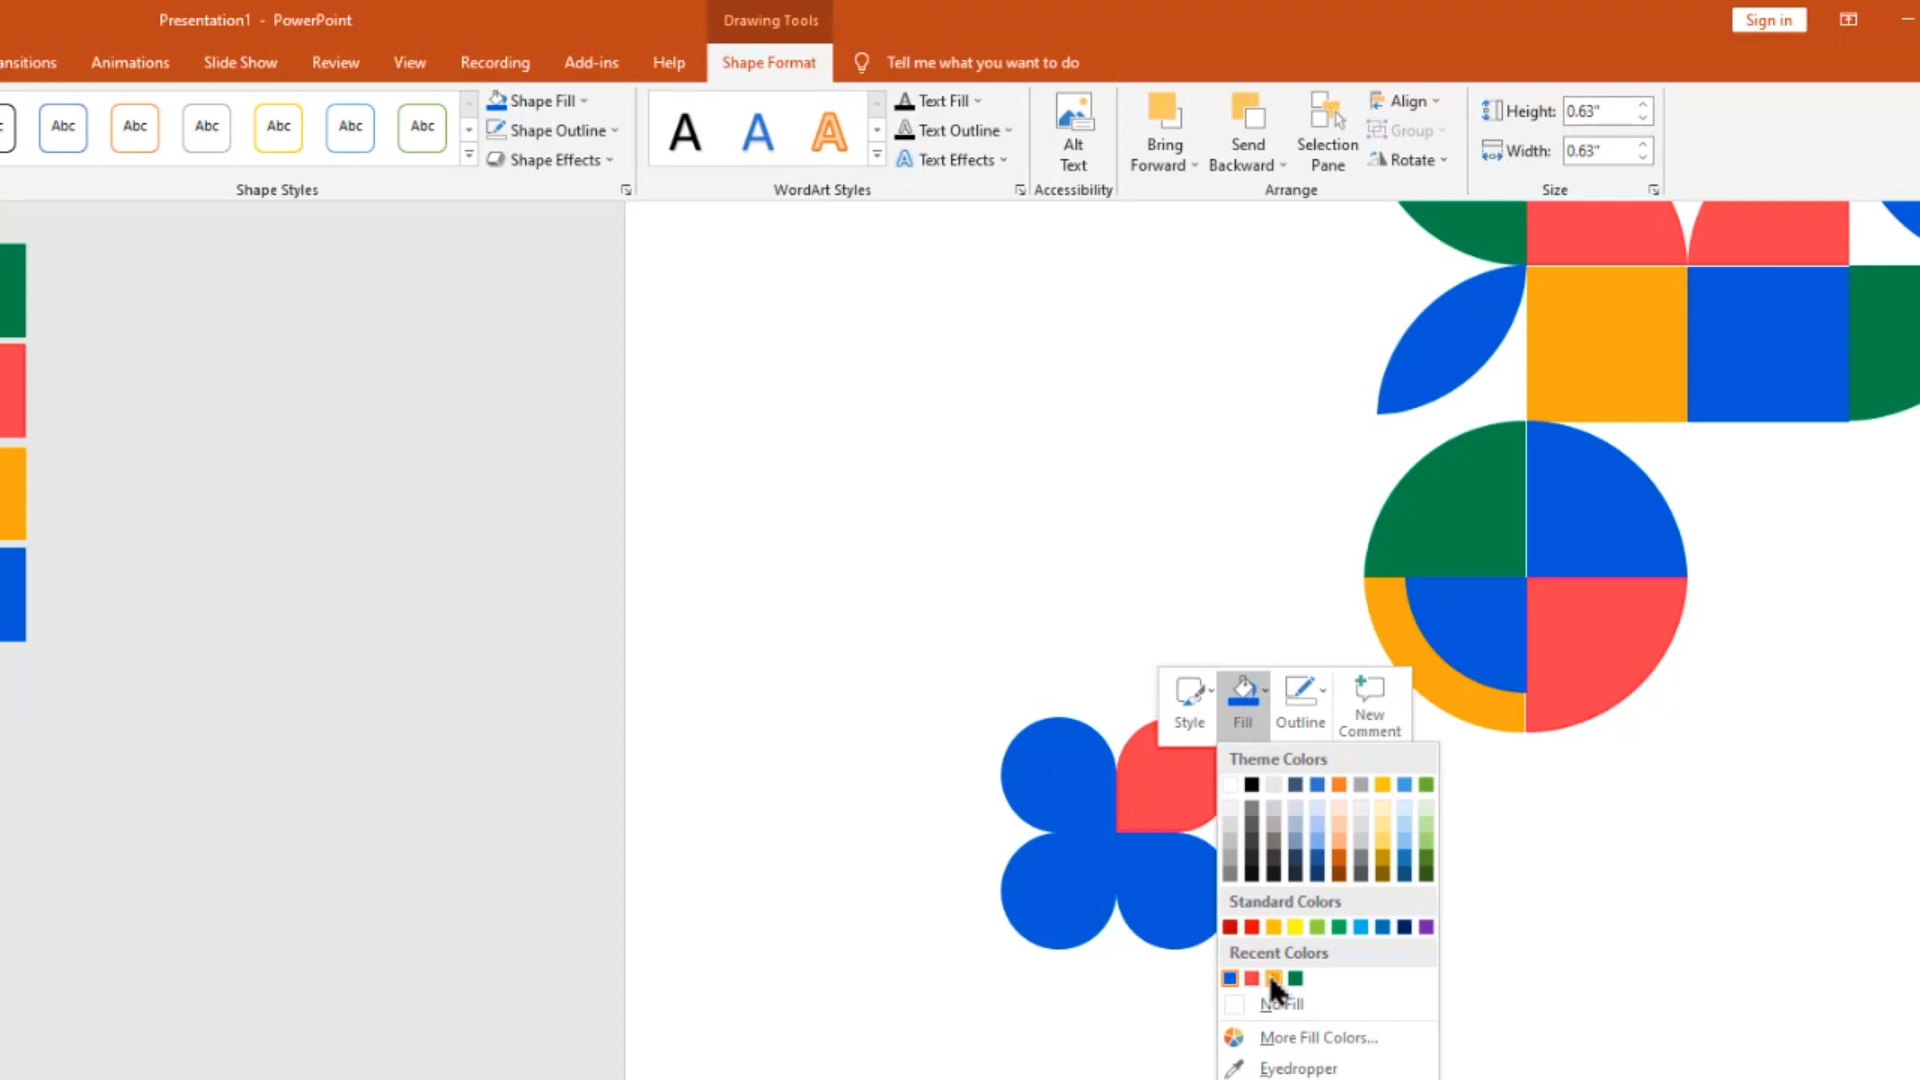 Presentation1 - PowerPoint
Drawing Tools
Sign in
ansitions
Animations
Slide Show
Review
View
Recording
Add-ins
Help
Shape Format
Tell me what you want to do
Abc
Abc
Abc
Abc
Abc
Abc
Shape Fill
Shape Outline
Shape Effects
Shape Styles
A
A
A
Text Fill
Text Outline
Text Effects
WordArt Styles
Alt
Text
Accessibility
Bring
Forward
Send
Backward
Selection
Pane
Align
Group
Rotate
Arrange
Height: 0.63"
Width: 0.63"
Size
Style
Fill
Outline
New
Comment
Theme Colors
Standard Colors
Recent Colors
No Fill
More Fill Colors...
Eyedropper